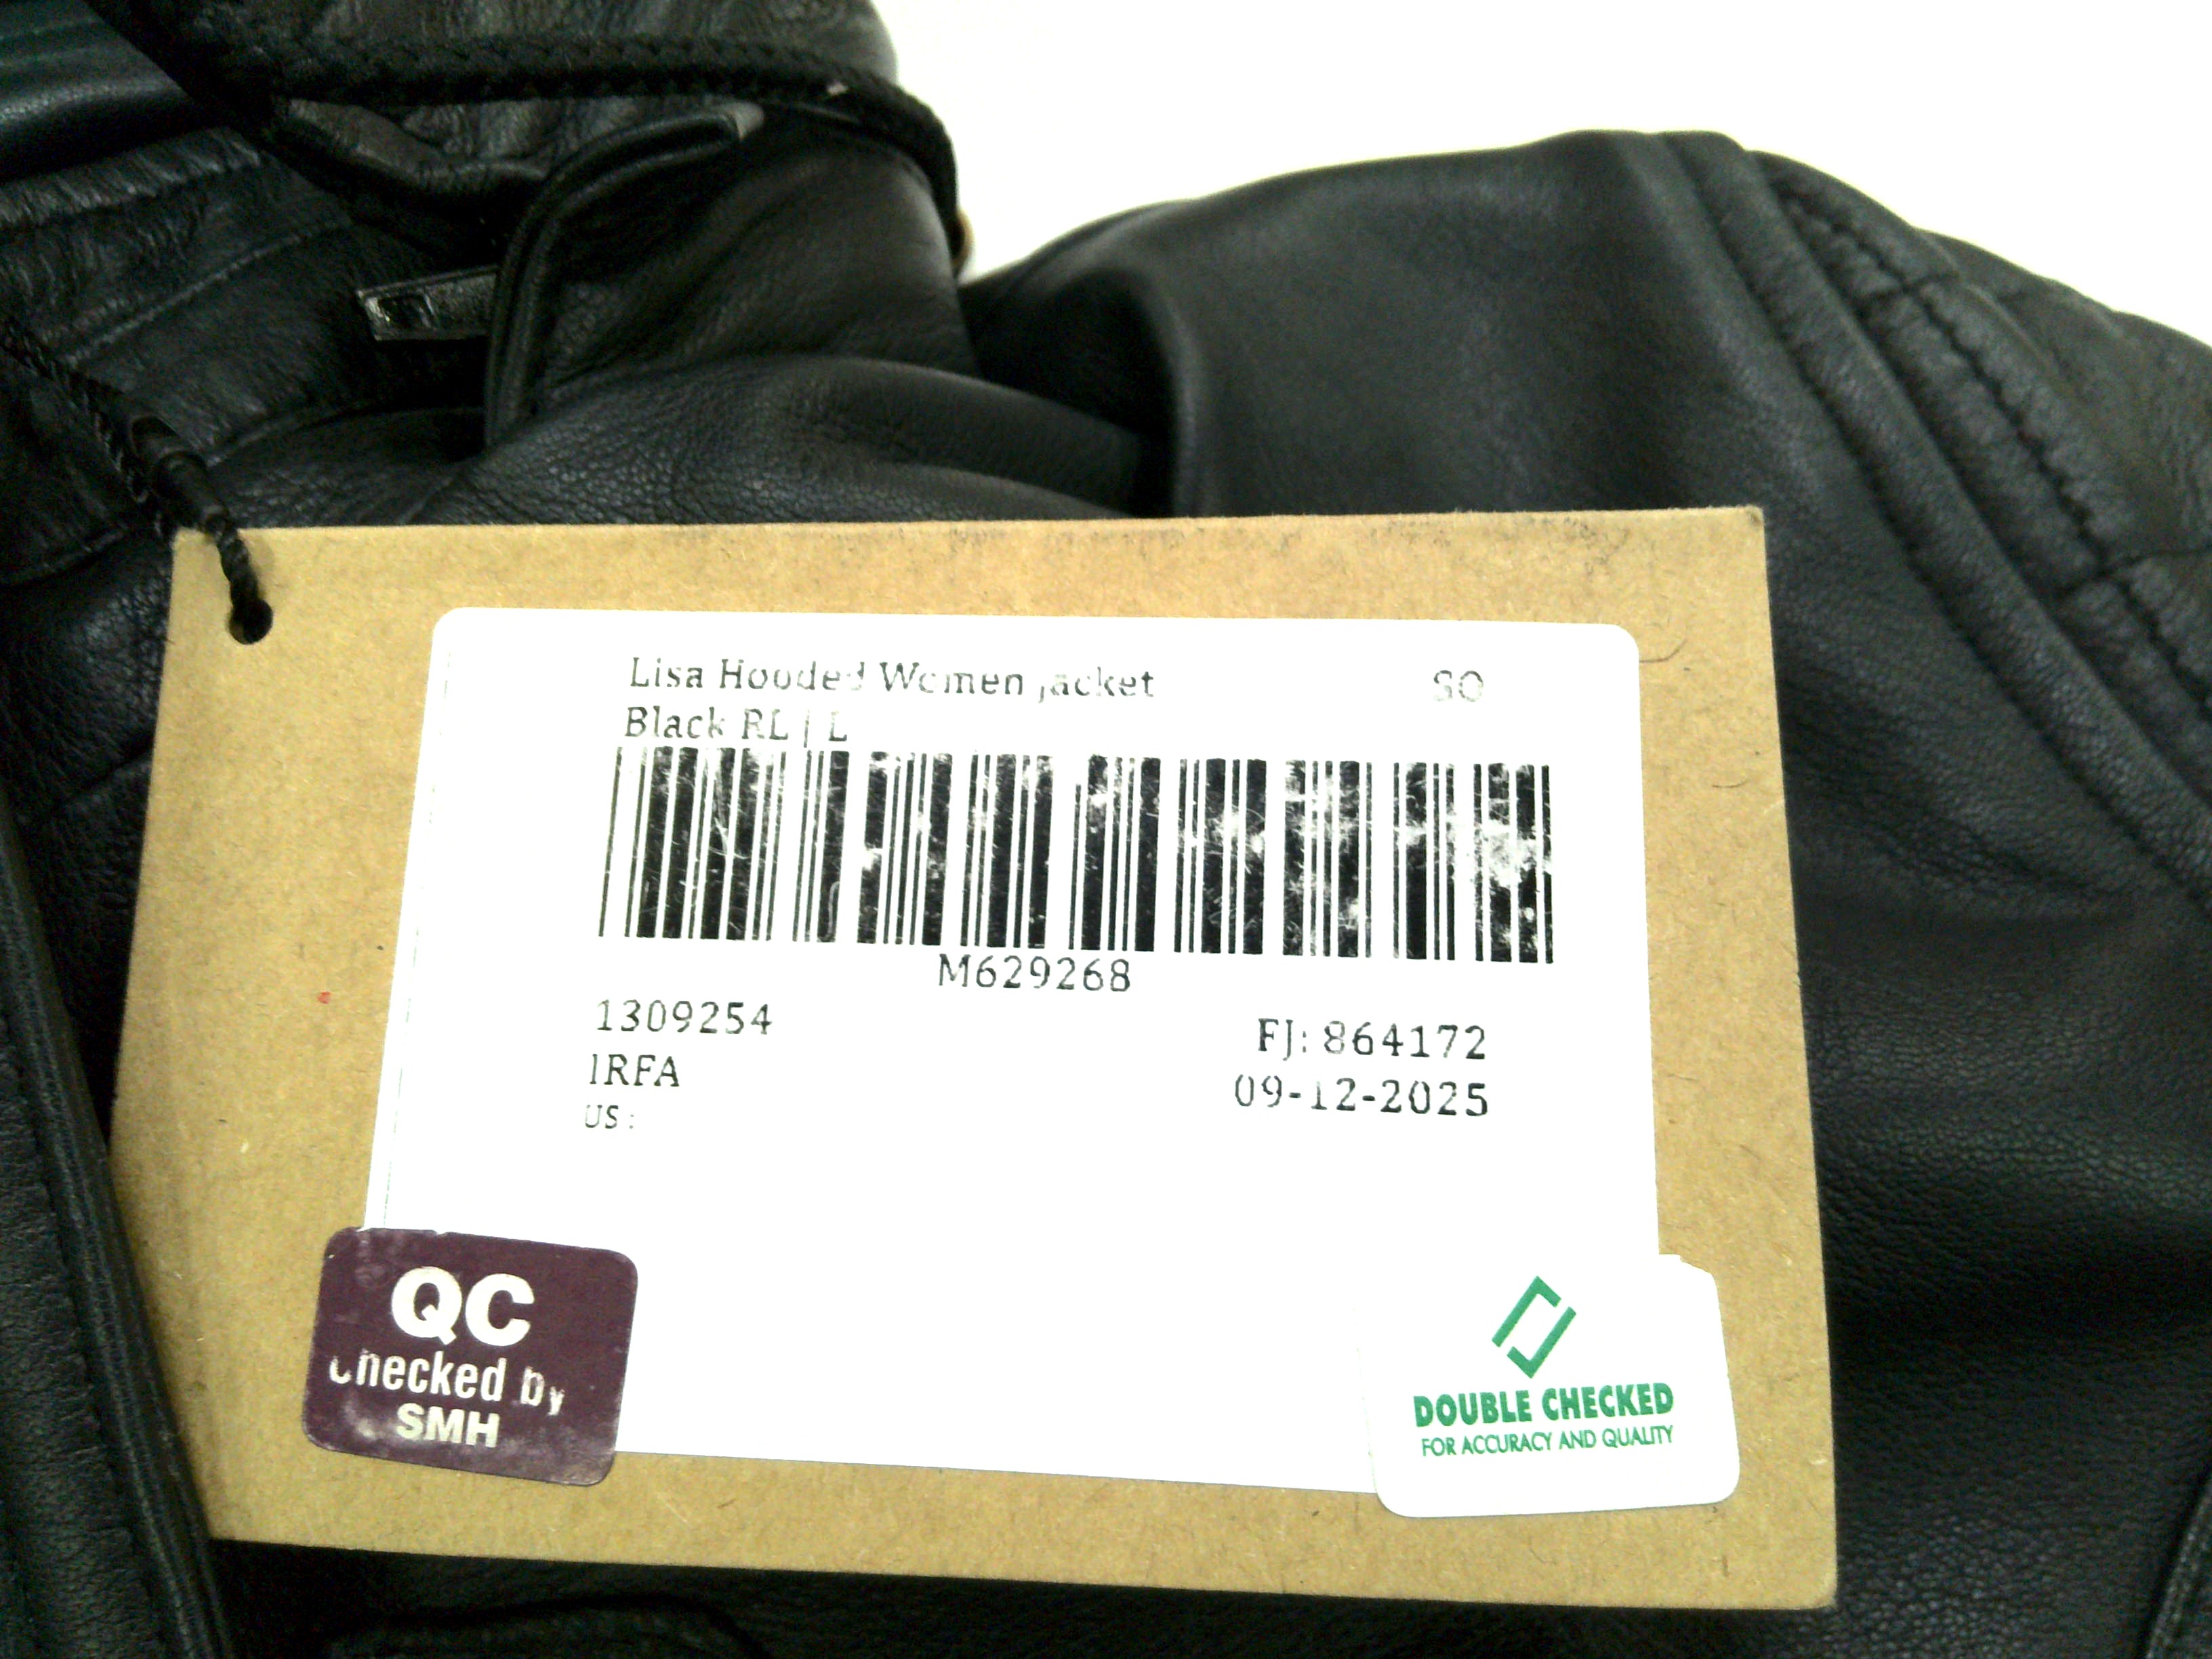 Lisa Hooded Women Jacket SO
Black RL | L
M629268
1309254 FJ: 864172
IRFA 09-12-2025
US :
QC
Checked by
SMH
DOUBLE CHECKED
FOR ACCURACY AND QUALITY